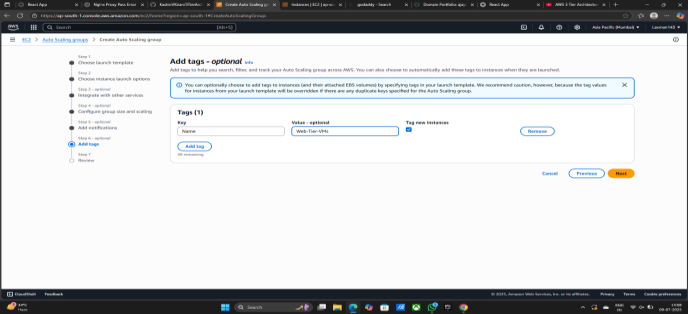 React App
Nginx Proxy Pass Error
Create Auto Scaling gr
Instances | EC2 | ap-so
godaddy - Search
Domain Portfolio
React App
AWS 3 Tier Architectu
https://ap-south-1.console.aws.amazon.com/ec2/home?region=ap-south-1#CreateAutoScalingGroup:
aws
Search
[Alt+S]
Asia Pacific (Mumbai)
EC2 > Auto Scaling groups > Create Auto Scaling group
Step 1
Choose launch template
Step 2
Choose instance launch options
Step 3 - optional
Integrate with other services
Step 4 - optional
Configure group size and scaling
Step 5 - optional
Add notifications
Step 6 - optional
Add tags
Step 7
Review
Add tags - optional Info
Add tags to help you search, filter, and track your Auto Scaling group across AWS. You can also choose to automatically add these tags to instances when they are launched.
You can optionally choose to add tags to instances (and their attached EBS volumes) by specifying tags in your launch template. We recommend caution, however, because the tag values
for instances from your launch template will be overridden if there are any duplicate keys specified for the Auto Scaling group.
Tags (1)
Key
Value - optional
Tag new instances
Name
Web-Tier-VMs
Remove
Add tag
49 remaining
Cancel
Previous
Next
CloudShell
Feedback
© 2025, Amazon Web Services, Inc. or its affiliates.
Privacy
Terms
Cookie preferences
Search
ENG
IN
09-07-2025